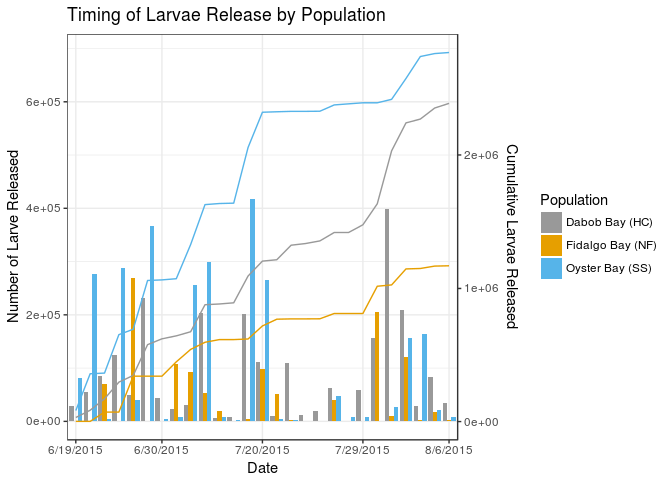 Timing of Larvae Release by Population
6e+05
4e+05
2e+05
0e+00
Number of Larve Released
2e+06
1e+06
0e+00
Cumulative Larvae Released
6/19/2015 6/30/2015 7/20/2015 7/29/2015 8/6/2015
Date
Population
Dabob Bay (HC)
Fidalgo Bay (NF)
Oyster Bay (SS)